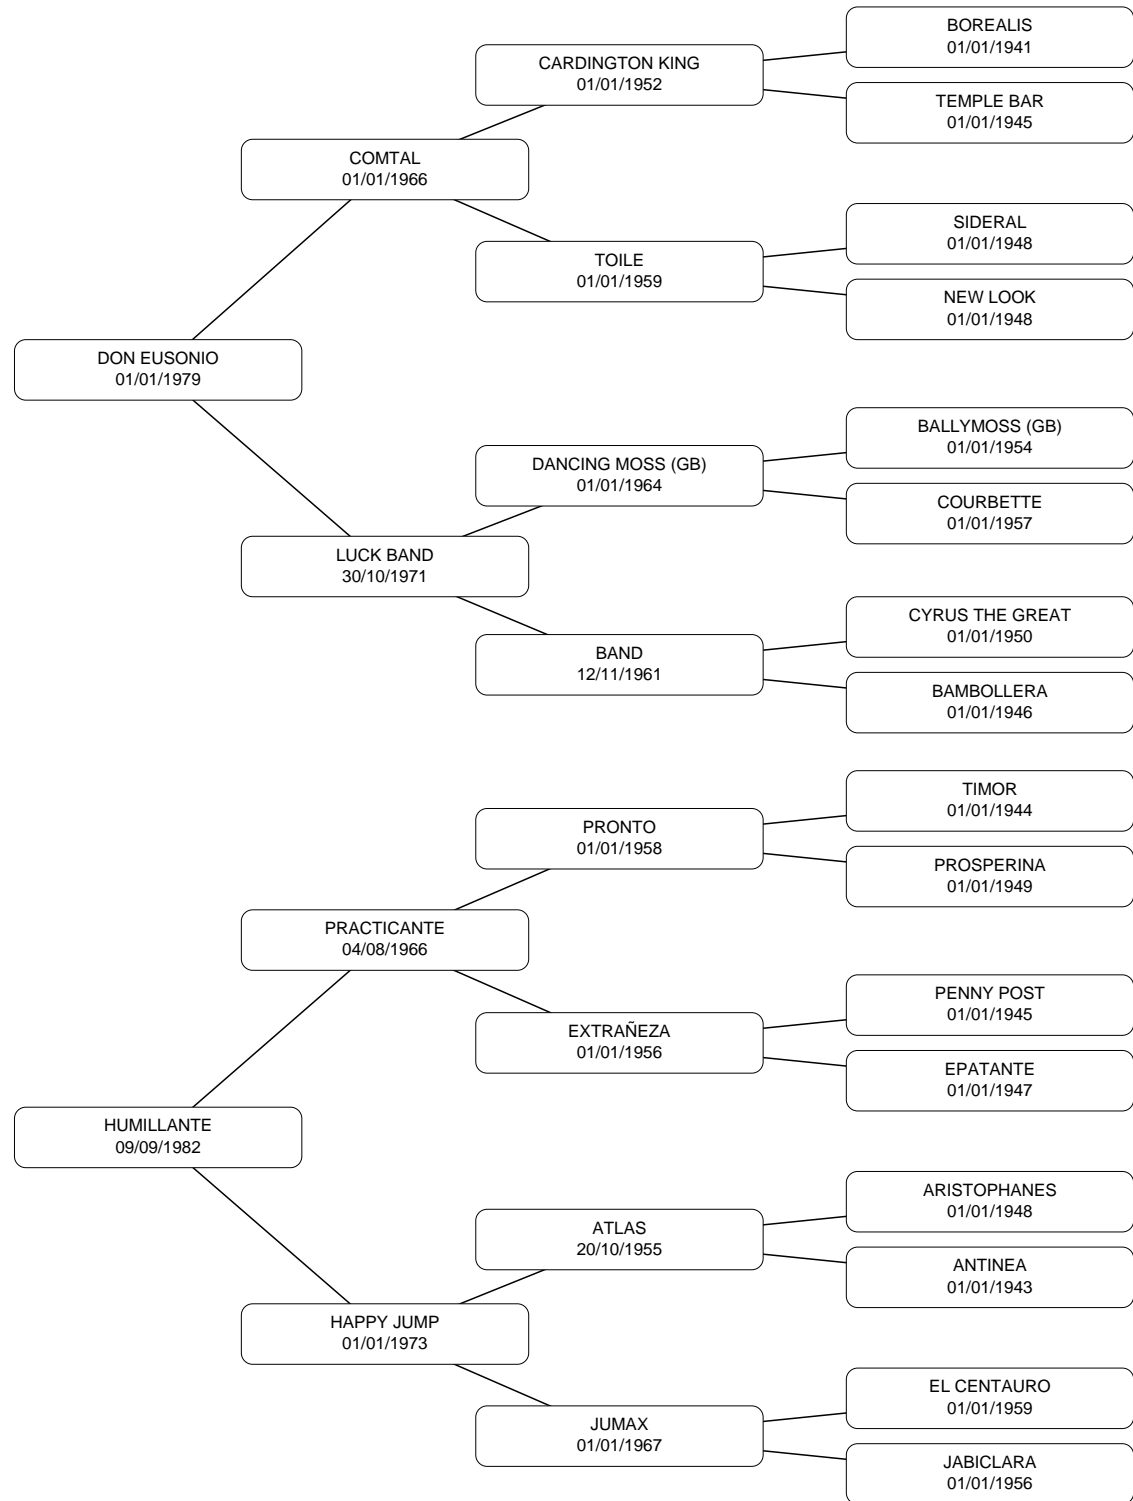 BOREALIS
01/01/1941
CARDINGTON KING
01/01/1952
TEMPLE BAR
01/01/1945
COMTAL
01/01/1966
SIDERAL
01/01/1948
TOILE
01/01/1959
NEW LOOK
01/01/1948
DON EUSONIO
01/01/1979
BALLYMOSS (GB)
01/01/1954
DANCING MOSS (GB)
01/01/1964
COURBETTE
01/01/1957
LUCK BAND
30/10/1971
CYRUS THE GREAT
01/01/1950
BAND
12/11/1961
BAMBOLLERA
01/01/1946
TIMOR
01/01/1944
PRONTO
01/01/1958
PROSPERINA
01/01/1949
PRACTICANTE
04/08/1966
PENNY POST
01/01/1945
EXTRAÑEZA
01/01/1956
EPATANTE
01/01/1947
HUMILLANTE
09/09/1982
ARISTOPHANES
01/01/1948
ATLAS
20/10/1955
ANTINEA
01/01/1943
HAPPY JUMP
01/01/1973
EL CENTAURO
01/01/1959
JUMAX
01/01/1967
JABICLARA
01/01/1956